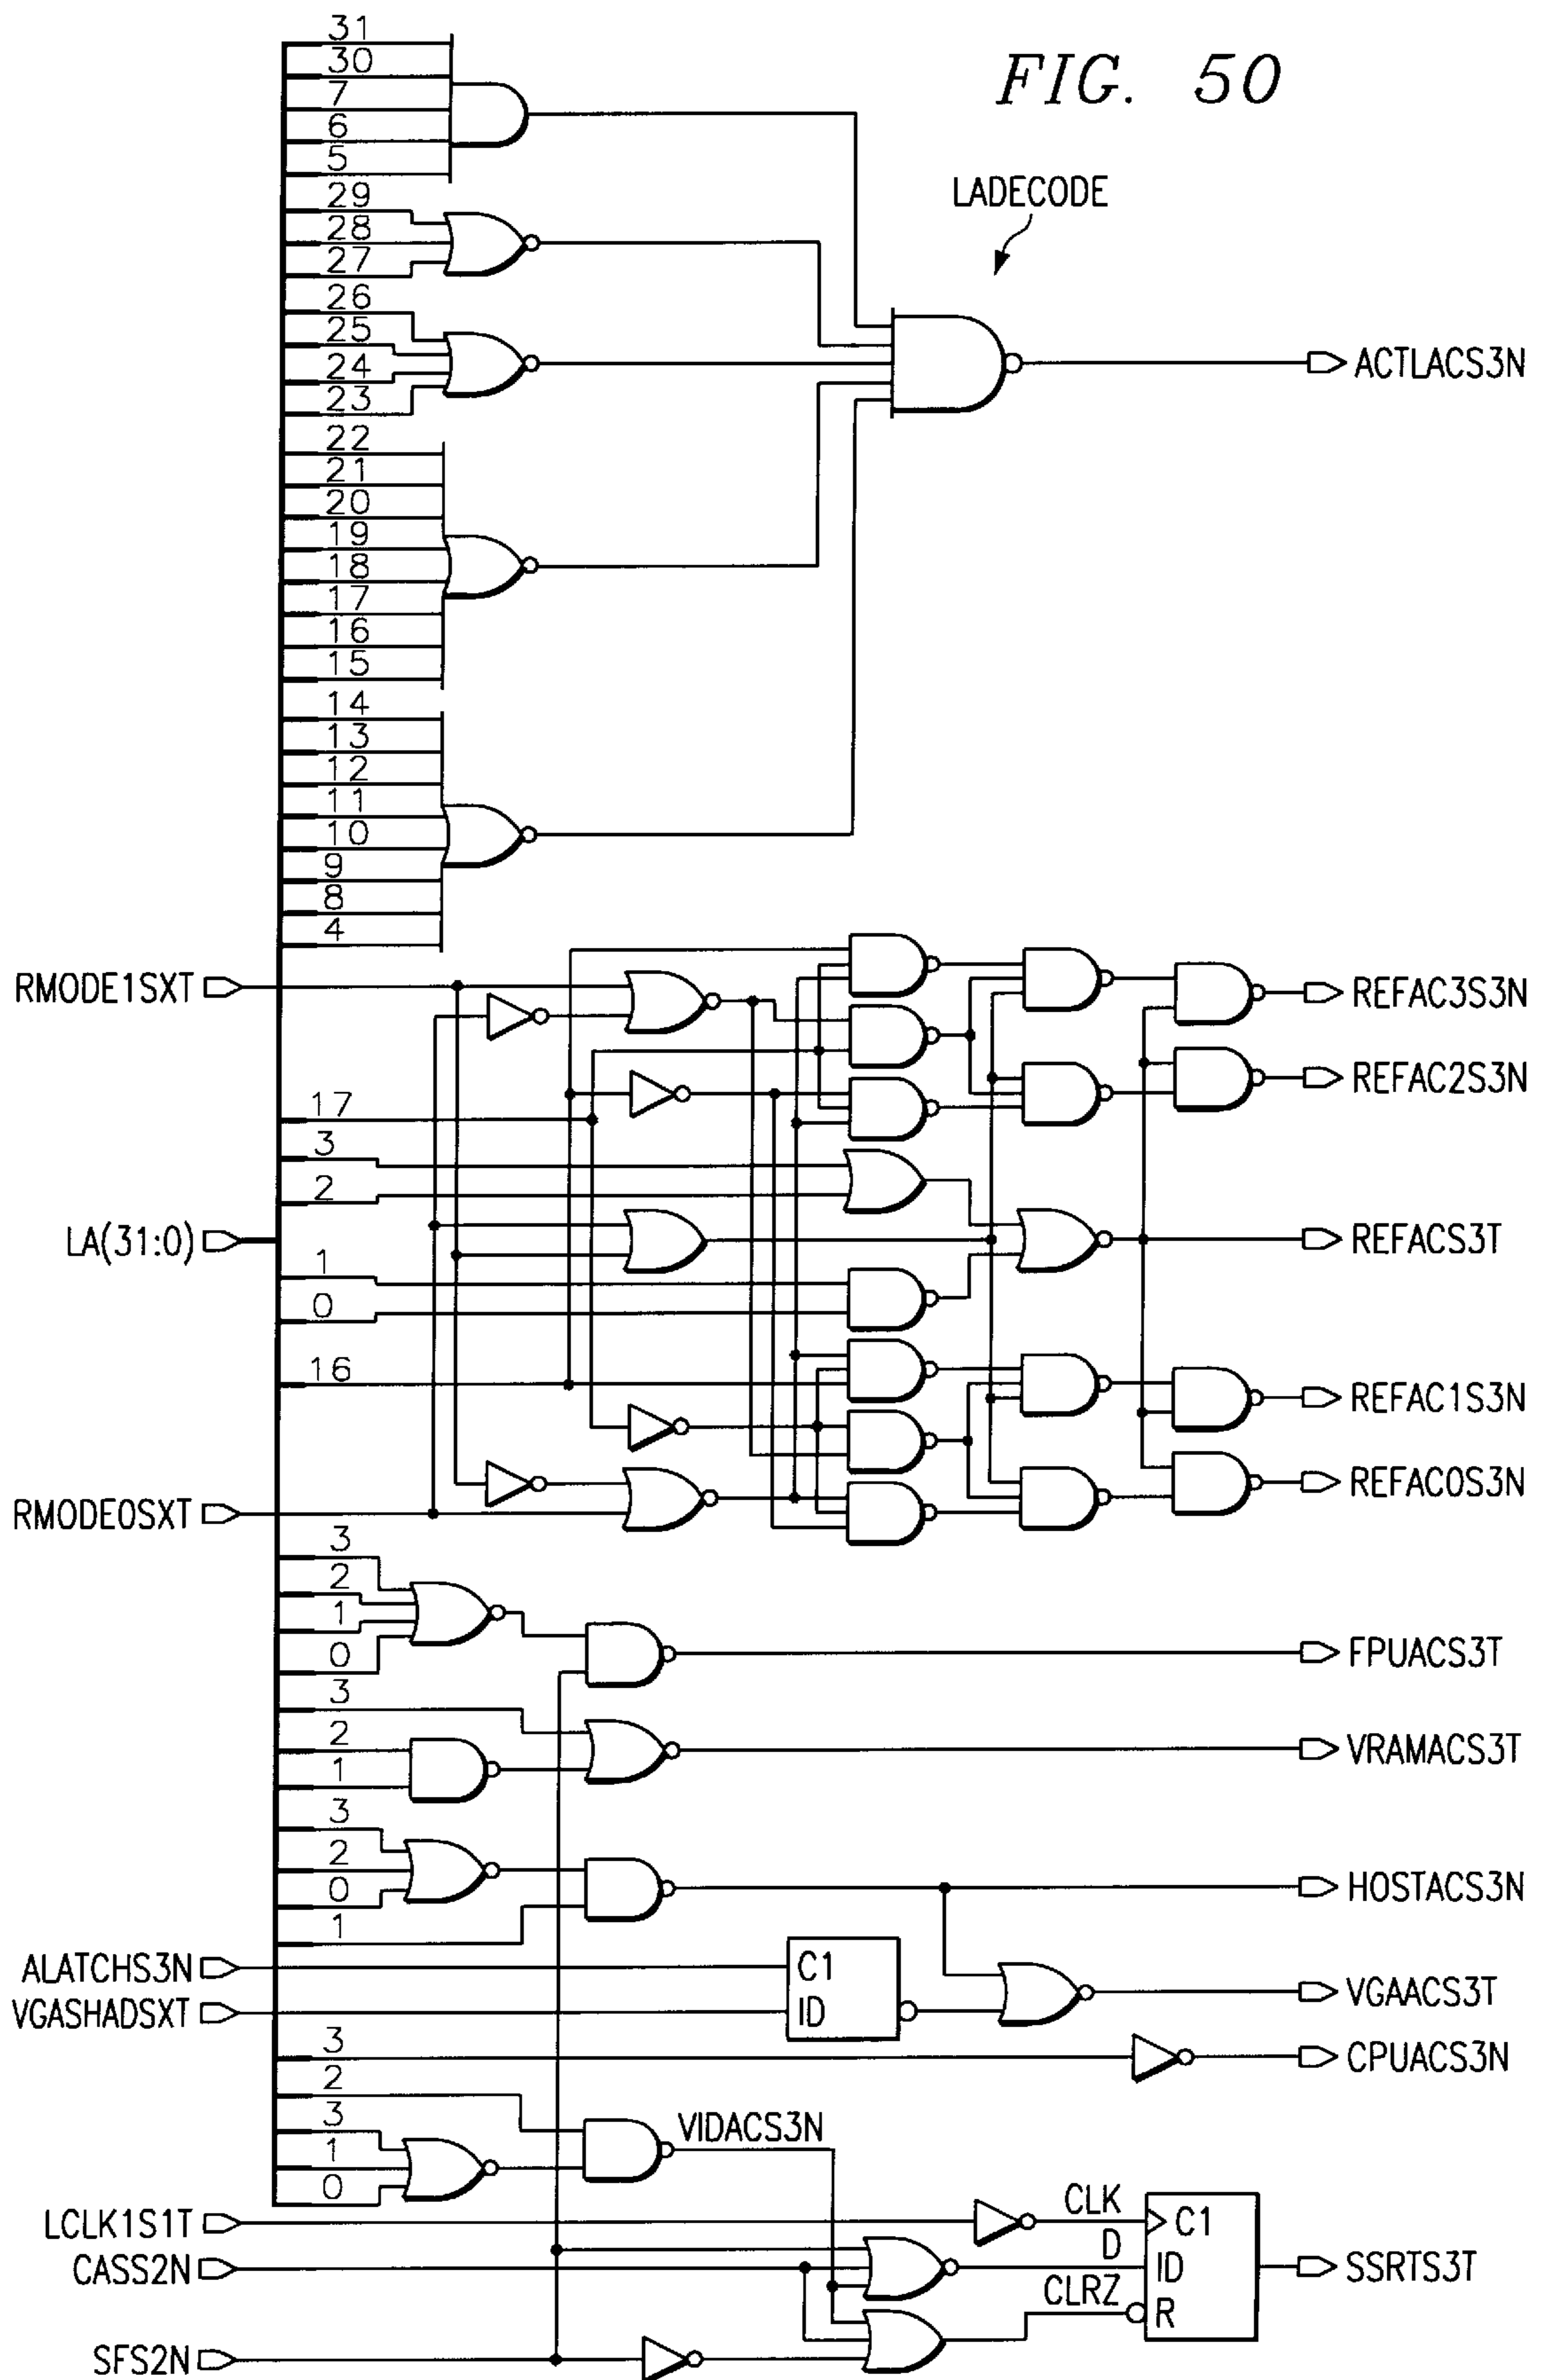 FIG. 50
LADECODE
31
30
7
6
5
29
28
27
26
25
24
23
22
21
20
19
18
17
16
15
14
13
12
11
10
9
8
4
ACTLACS3N
RMODE1SXT
REFAC3S3N
REFAC2S3N
17
3
2
LA(31:0)
REFACS3T
1
0
16
REFAC1S3N
REFAC0S3N
RMODE0SXT
3
2
1
0
FPUACS3T
3
2
1
VRAMACS3T
3
2
0
1
HOSTACS3N
ALATCHS3N
C1
VGASHADSXT
ID
VGAACS3T
3
CPUACS3N
2
3
1
0
VIDACS3N
LCLK1S1T
CLK
C1
D
CASS2N
ID
SSRTS3T
CLRZ
R
SFS2N